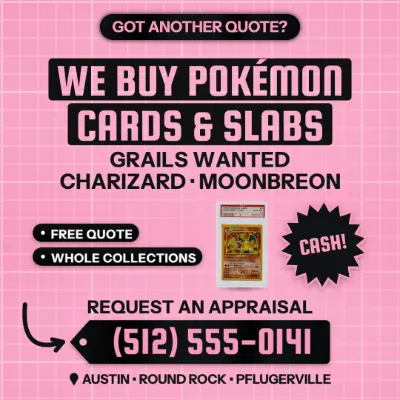 GOT ANOTHER QUOTE?
WE BUY POKÉMON
CARDS & SLABS
GRAILS WANTED
CHARIZARD · MOONBREON
• FREE QUOTE
• WHOLE COLLECTIONS
CASH!
REQUEST AN APPRAISAL
(512) 555-0141
AUSTIN • ROUND ROCK • PFLUGERVILLE